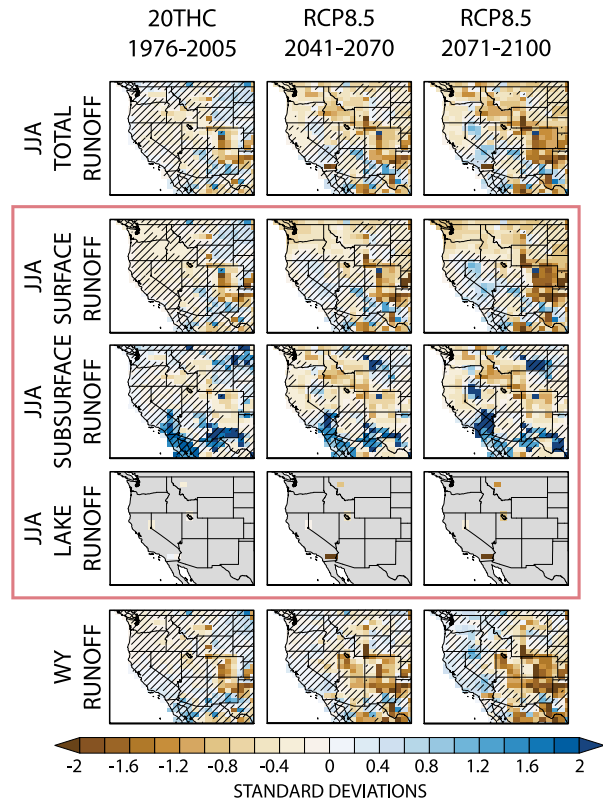 20THC
1976-2005
RCP8.5
2041-2070
RCP8.5
2071-2100
JJA
TOTAL
RUNOFF
JJA
SURFACE
RUNOFF
JJA
SUBSURFACE
RUNOFF
JJA
LAKE
RUNOFF
WY
RUNOFF
-2 -1.6 -1.2 -0.8 -0.4 0 0.4 0.8 1.2 1.6 2
STANDARD DEVIATIONS